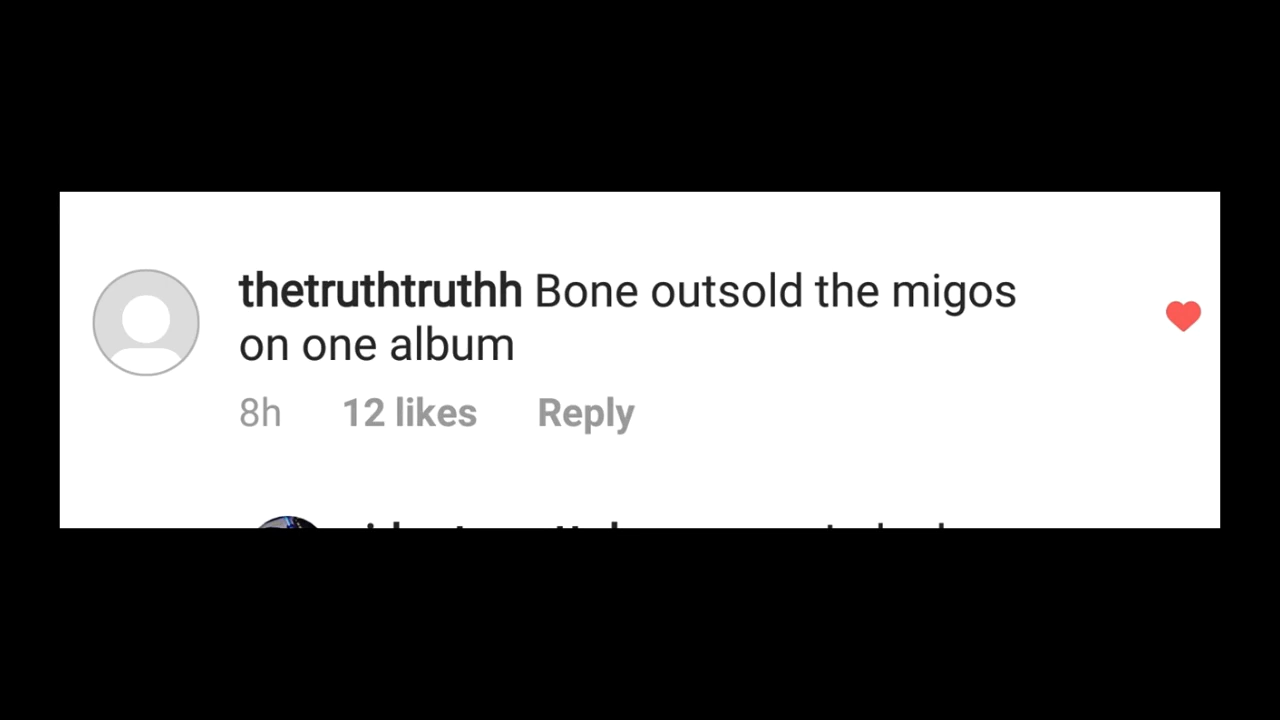 thetruthtruthh Bone outsold the migos
on one album
8h 12 likes Reply